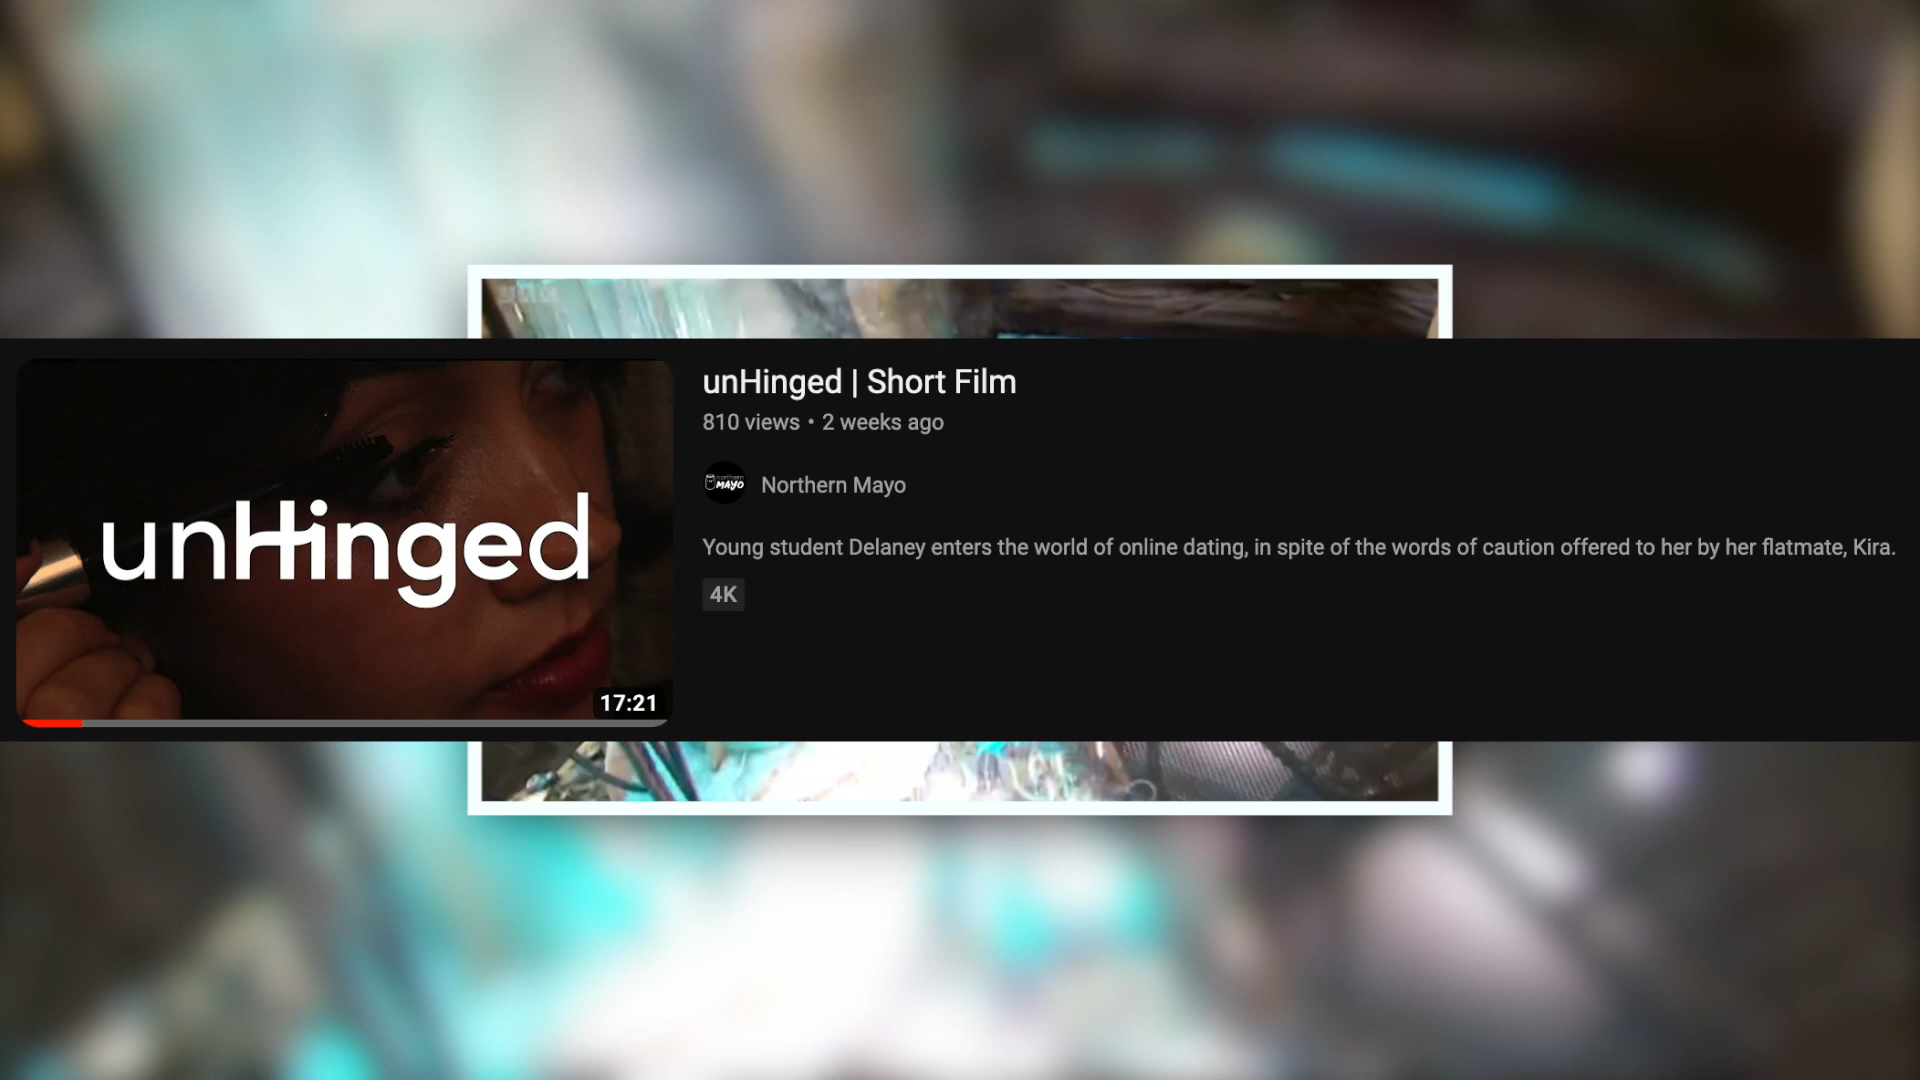 unHinged | Short Film
810 views • 2 weeks ago
Northern Mayo
Young student Delaney enters the world of online dating, in spite of the words of caution offered to her by her flatmate, Kira.
4K
unHinged
17:21
MAYO